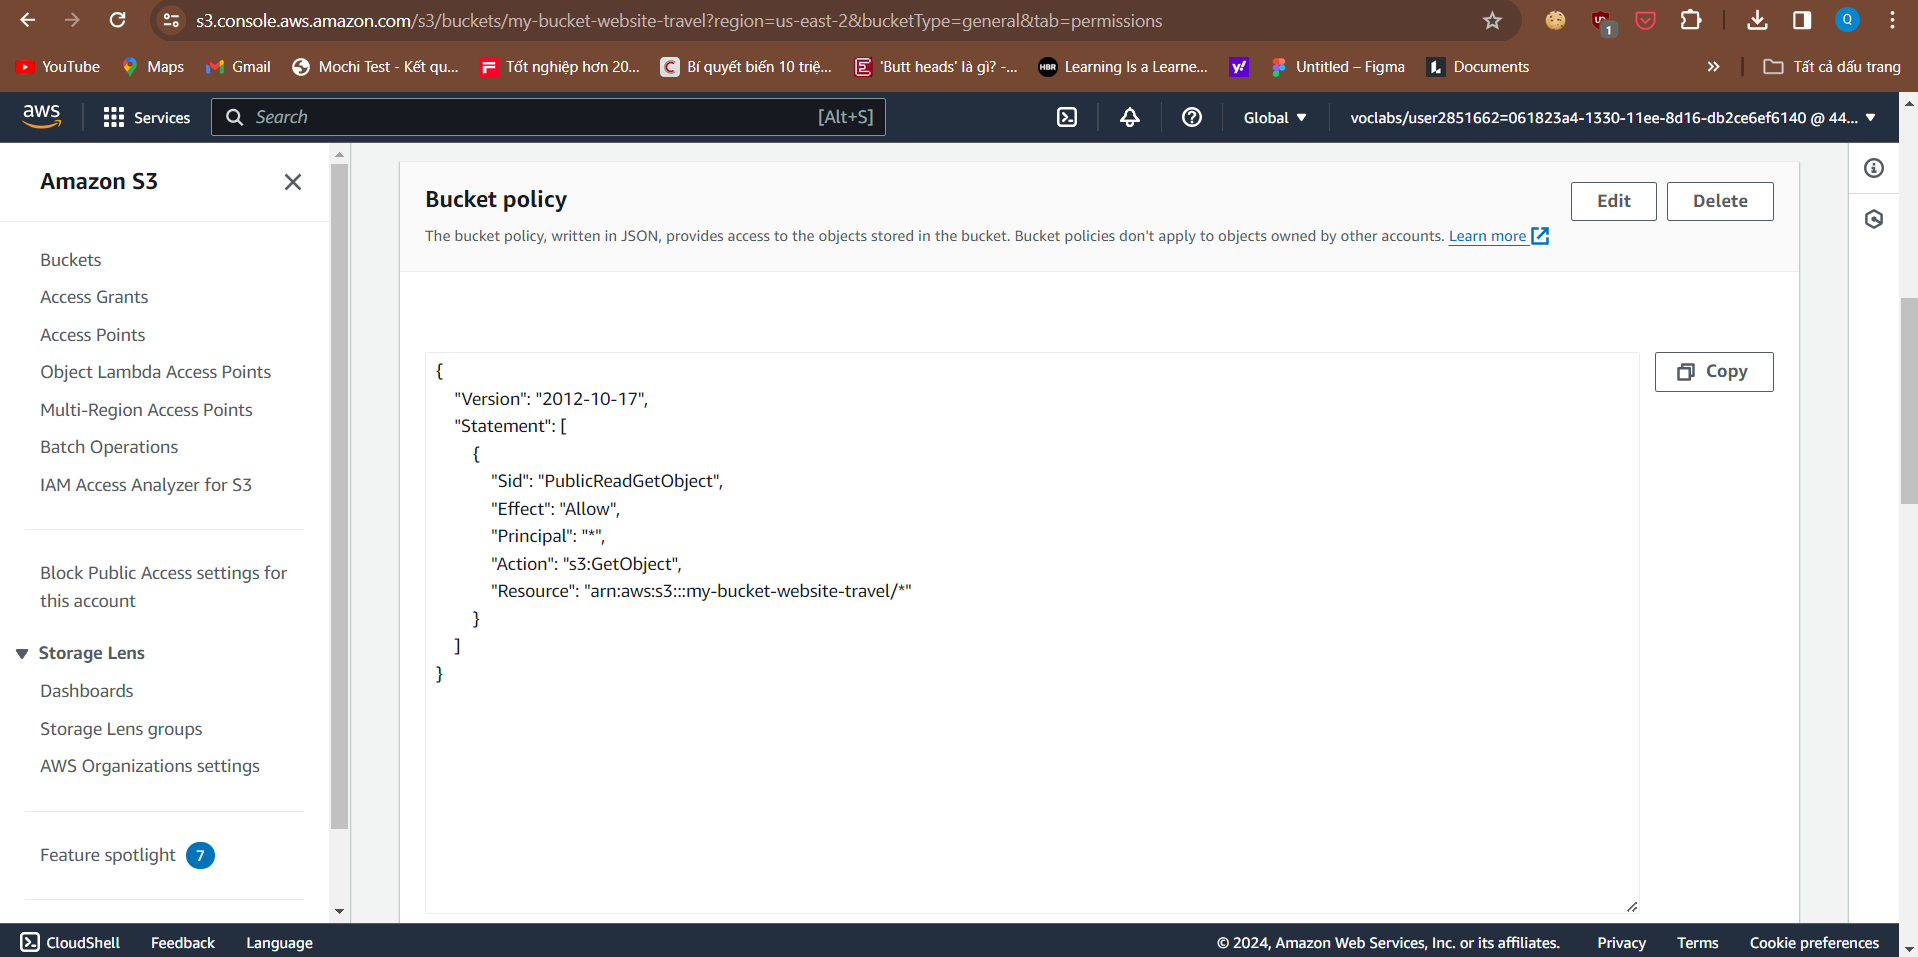 s3.console.aws.amazon.com/s3/buckets/my-bucket-website-travel?region=us-east-2&bucketType=general&tab=permissions
1
Q
YouTube
Maps
Gmail
Mochi Test - Kết qu...
Tốt nghiệp hơn 20...
Bí quyết biến 10 triệ...
'Butt heads' là gì? -...
HBR
Learning Is a Learne...
y!
Untitled – Figma
Documents
Tất cả dấu trang
aws
Services
Search
[Alt+S]
Global
voclabs/user2851662=061823a4-1330-11ee-8d16-db2ce6ef6140 @ 44...
Amazon S3
Buckets
Access Grants
Access Points
Object Lambda Access Points
Multi-Region Access Points
Batch Operations
IAM Access Analyzer for S3
Block Public Access settings for
this account
Storage Lens
Dashboards
Storage Lens groups
AWS Organizations settings
Feature spotlight 7
Bucket policy
Edit
Delete
The bucket policy, written in JSON, provides access to the objects stored in the bucket. Bucket policies don't apply to objects owned by other accounts. Learn more
Copy
{
"Version": "2012-10-17",
"Statement": [
{
"Sid": "PublicReadGetObject",
"Effect": "Allow",
"Principal": "*",
"Action": "s3:GetObject",
"Resource": "arn:aws:s3:::my-bucket-website-travel/*"
}
]
}
CloudShell
Feedback
Language
© 2024, Amazon Web Services, Inc. or its affiliates.
Privacy
Terms
Cookie preferences